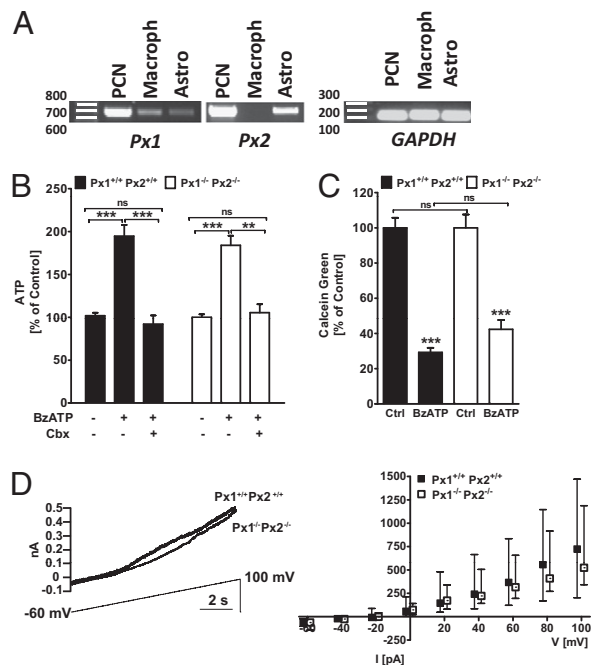 A
PCN Macroph Astro PCN Macroph Astro PCN Macroph Astro
800
700
600
300
200
100
Px1 Px2 GAPDH
B
Px1+/+ Px2+/+ Px1-/- Px2-/-
ns ns
*** *** *** **
ATP
[% of Control]
250
200
150
100
50
0
BzATP - + + - + +
Cbx - - + - - +
C
Px1+/+ Px2+/+ Px1-/- Px2-/-
ns ns
Calcein Green
[% of Control]
120
100
80
60
40
20
0
*** ***
Ctrl BzATP Ctrl BzATP
D
nA
0.5
0.4
0.3
0.2
0.1
0
-0.1
Px1+/+Px2+/+
Px1-/-Px2-/-
-60 mV
100 mV
2 s
Px1+/+ Px2+/+
Px1-/- Px2-/-
1500
1250
1000
750
500
250
-60 -40 -20 20 40 60 80 100
-250
V [mV]
I [pA]